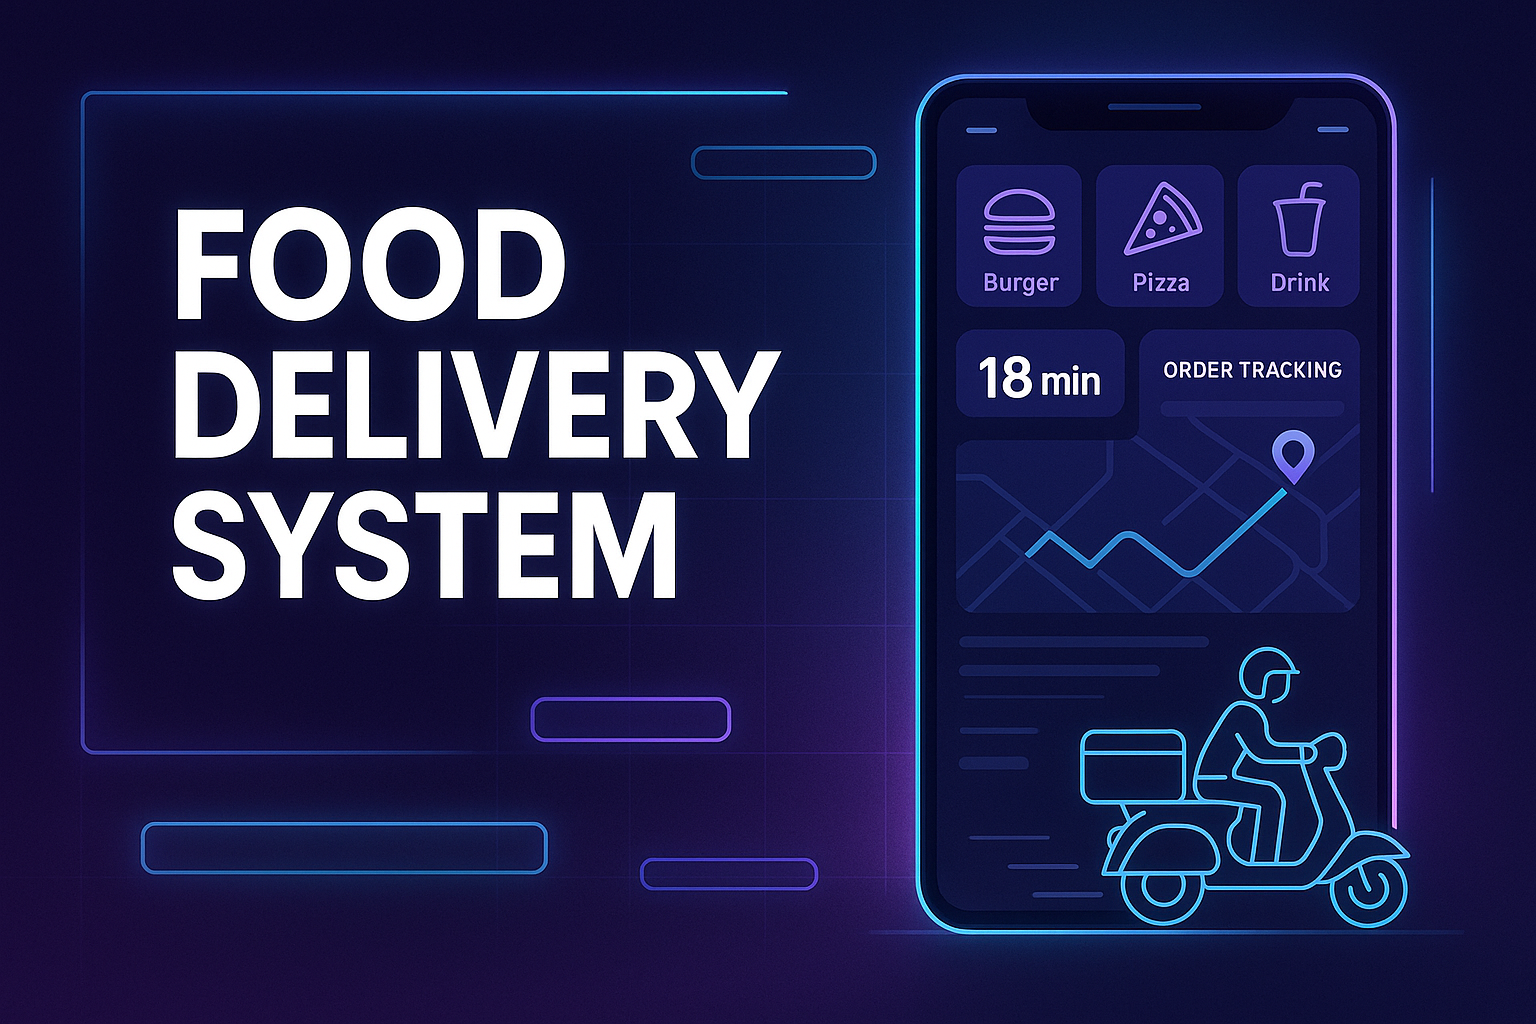 FOOD
DELIVERY
SYSTEM
Burger
Pizza
Drink
18 min
ORDER TRACKING